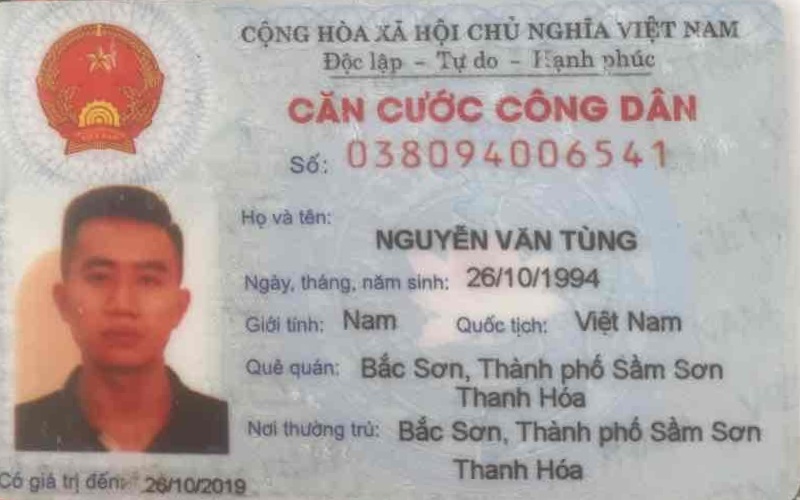 CỘNG HÒA XÃ HỘI CHỦ NGHĨA VIỆT NAM
Độc lập - Tự do - Hạnh phúc
CĂN CƯỚC CÔNG DÂN
Số: 038094006541
Họ và tên:
NGUYỄN VĂN TÙNG
Ngày, tháng, năm sinh: 26/10/1994
Giới tính: Nam Quốc tịch: Việt Nam
Quê quán: Bắc Sơn, Thành phố Sầm Sơn
Thanh Hóa
Nơi thường trú: Bắc Sơn, Thành phố Sầm Sơn
Thanh Hóa
Có giá trị đến: 26/10/2019